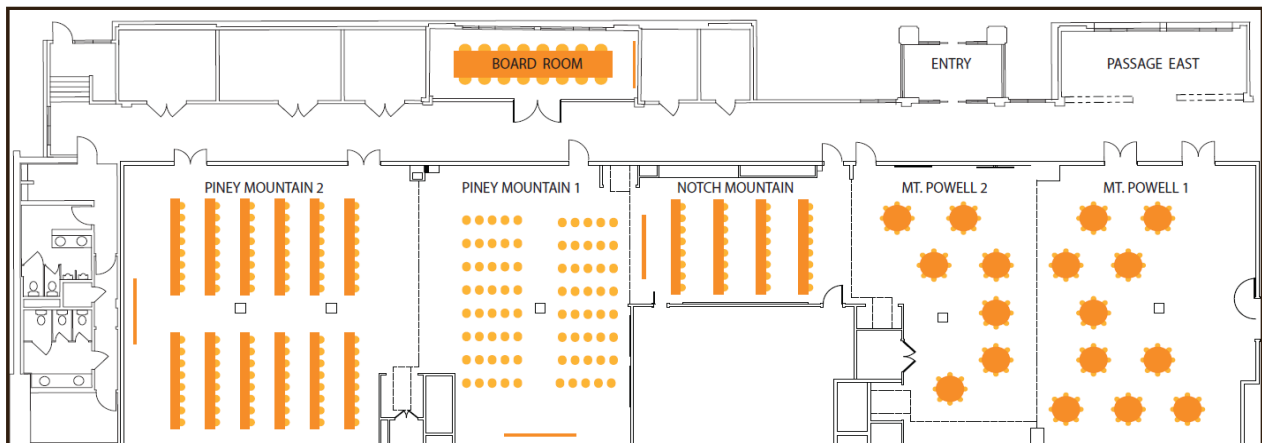 BOARD ROOM
ENTRY
PASSAGE EAST
PINEY MOUNTAIN 2
PINEY MOUNTAIN 1
NOTCH MOUNTAIN
MT. POWELL 2
MT. POWELL 1